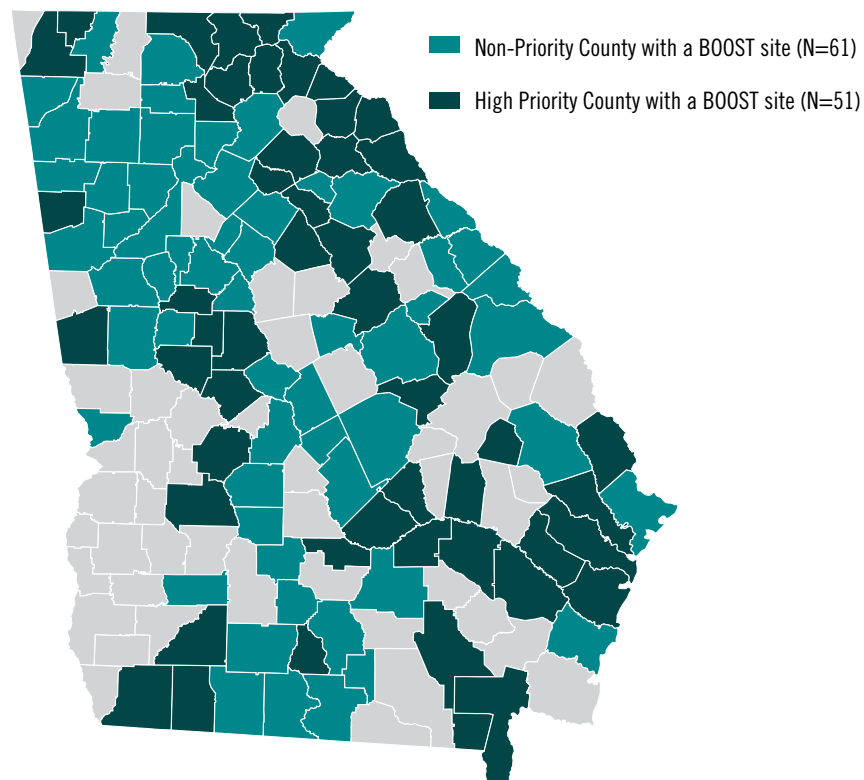 Non-Priority County with a BOOST site (N=61)
High Priority County with a BOOST site (N=51)